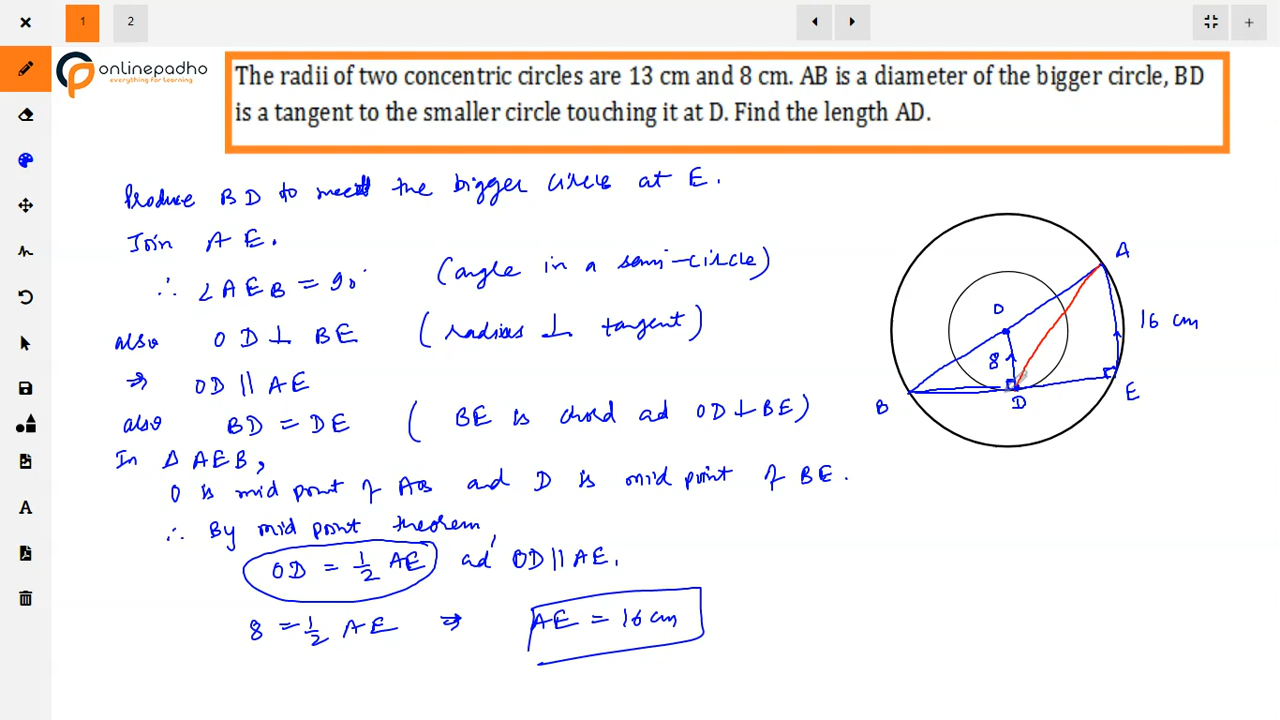 1
2
onlinepadho
everything for learning
The radii of two concentric circles are 13 cm and 8 cm. AB is a diameter of the bigger circle, BD
is a tangent to the smaller circle touching it at D. Find the length AD.
Produce BD to meet the bigger circle at E.
Join AE.
∴ ∠AEB = 90° (angle in a semi-circle)
also OD ⊥ BE (radius ⊥ tangent)
⇒ OD || AE
also BD = DE ( BE is chord ad OD ⊥ BE)
In Δ AEB,
O is mid point of AB and D is mid point of BE.
∴ By mid point theorem,
OD = 1/2 AE ad OD || AE.
8 = 1/2 AE ⇒ AE = 16 cm
A
O
16 cm
8
B
D
E
A